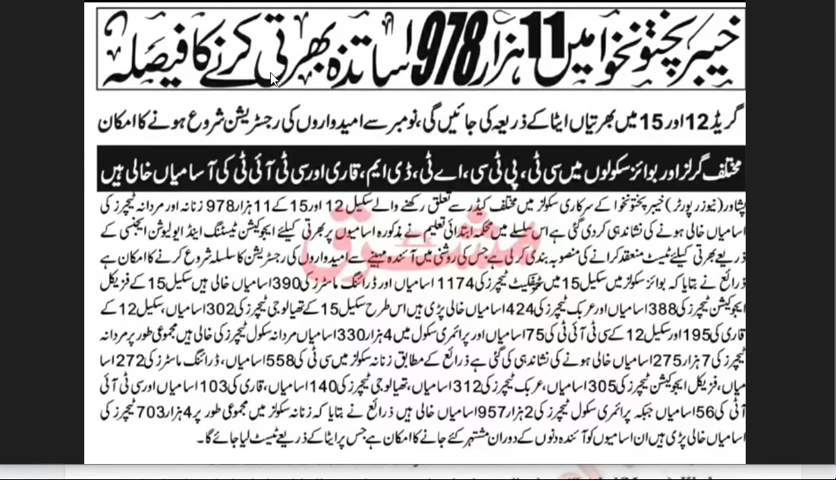 خیبرپختونخوا میں 11 ہزار 978 اساتذہ بھرتی کرنے کا فیصلہ
گریڈ 12 اور 15 میں بھرتیاں ایٹا کے ذریعہ کی جائیں گی، نومبر سے امیدواروں کی رجسٹریشن شروع ہونے کا امکان
مختلف گرلز اور بوائز سکولوں میں سی ٹی، پی ٹی سی، اے ٹی، ڈی ایم، قاری اور سی ٹی آئی ٹی کی آسامیاں خالی ہیں
پشاور (نیوز رپورٹر) خیبر پختونخوا کے سرکاری سکولز میں مختلف کیڈر سے تعلق رکھنے والے سکیل 12 اور 15 کے 11 ہزار 978 زنانہ اور مردانہ ٹیچرز کی
اسامیاں خالی ہونے کی نشاندہی کردی گئی ہے اس سلسلے میں محکمہ ابتدائی تعلیم نے مذکورہ اسامیوں پر بھرتی کیلئے ایجوکیشن ٹیسٹنگ اینڈ ایولیوشن ایجنسی کے
ذریعے بھرتی کیلئے ٹیسٹ منعقد کرانے کی منصوبہ بندی کرلی ہے جس کی روشنی میں آئندہ مہینے سے امیدواروں کی رجسٹریشن کا سلسلہ شروع کرنے کا امکان ہے
ذرائع نے بتایا کہ بوائز سکولز میں سکیل 15 میں سرٹیفکیٹ ٹیچرز کی 1174 اسامیاں اور ڈرائنگ ماسٹرز کی 390 اسامیاں خالی ہیں سکیل 15 کے فزیکل
ایجوکیشن ٹیچرز کی 388 اسامیاں اور عربک ٹیچرز کی 424 اسامیاں خالی پڑی ہیں اس طرح سکیل 15 کے تھیالوجی ٹیچرز کی 302 اسامیاں، سکیل 12 کے
قاری کی 195 اور سکیل 12 کے سی ٹی آئی ٹی کی 75 اسامیاں اور پرائمری سکول میں 4 ہزار 330 اسامیاں مردانہ سکول ٹیچرز کی خالی ہیں مجموعی طور پر مردانہ
ٹیچرز کی 7 ہزار 275 اسامیاں خالی ہونے کی نشاندہی کی گئی ہے ذرائع کے مطابق زنانہ سکولز میں سی ٹی کی 558 اسامیاں، ڈرائنگ ماسٹرز کی 272 اسا
میاں، فزیکل ایجوکیشن ٹیچرز کی 305 اسامیاں، عربک ٹیچرز کی 312 اسامیاں، تھیالوجی ٹیچرز کی 140 اسامیاں، قاری کی 103 اسامیاں اور سی ٹی آئی
آئی ٹی کی 56 اسامیاں جبکہ پرائمری سکول ٹیچرز کی 2 ہزار 957 اسامیاں خالی ہیں ذرائع نے بتایا کہ زنانہ سکولز میں مجموعی طور پر 4 ہزار 703 ٹیچرز کی
اسامیاں خالی پڑی ہیں ان اسامیوں کو آئندہ دنوں کے دوران مشتہر کئے جانے کا امکان ہے جس پر ایٹا کے ذریعے ٹیسٹ لیا جائے گا۔
مشرق